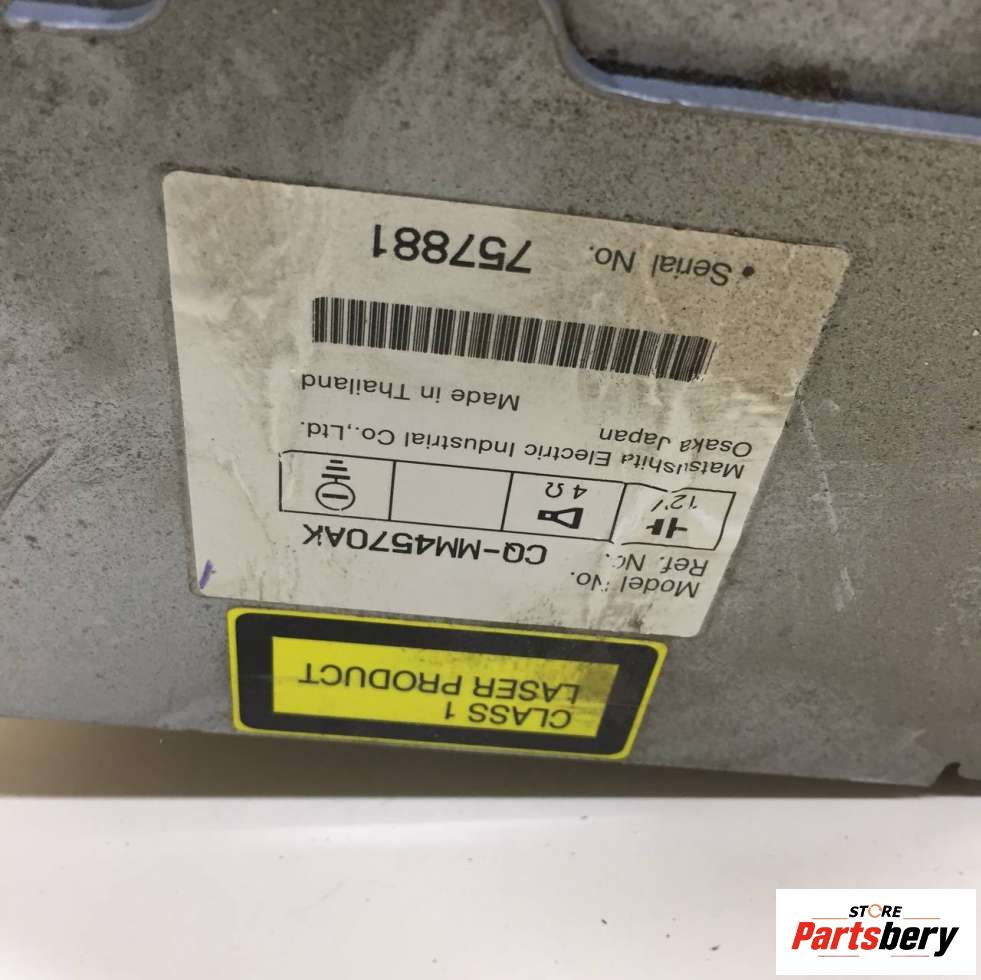 CLASS 1
LASER PRODUCT
Model No. CQ-MM4570AK
Ref. No.
12V
4Ω
Matsushita Electric Industrial Co.,Ltd.
Osaka Japan
Made in Thailand
• Serial No. 757881
STORE
Partsbery